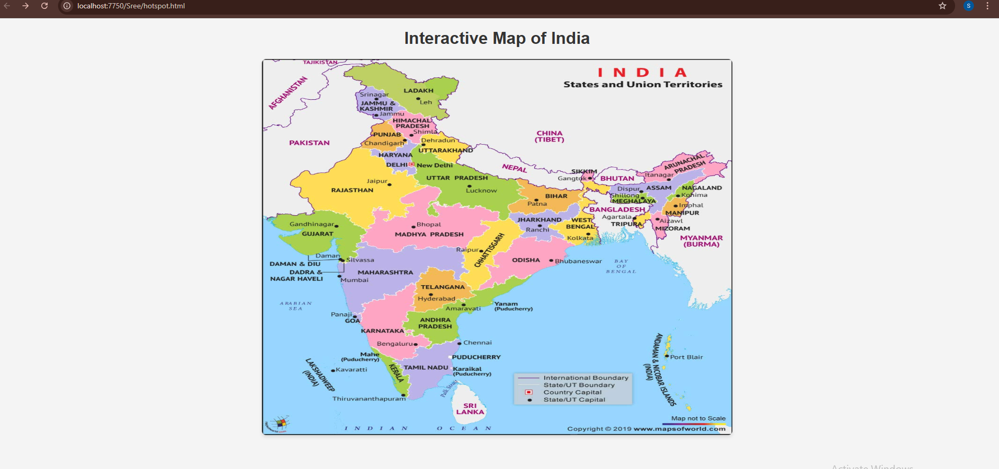 localhost:7750/Sree/hotspot.html
S
Interactive Map of India
TAJIKISTAN
INDIA
States and Union Territories
AFGHANISTAN
LADAKH
Leh
Srinagar
JAMMU &
KASHMIR
Jammu
HIMACHAL
PRADESH
Shimla
PUNJAB
Chandigarh
PAKISTAN
CHINA
(TIBET)
Dehradun
UTTARAKHAND
HARYANA
DELHI
New Delhi
NEPAL
ARUNACHAL
PRADESH
Itanagar
SIKKIM
Gangtok
BHUTAN
UTTAR PRADESH
Lucknow
Jaipur
RAJASTHAN
BIHAR
Patna
Dispur
ASSAM
NAGALAND
Kohima
Shillong
MEGHALAYA
Imphal
MANIPUR
BANGLADESH
Agartala
TRIPURA
Aizawl
MIZORAM
MYANMAR
(BURMA)
Gandhinagar
GUJARAT
Bhopal
MADHYA PRADESH
JHARKHAND
Ranchi
WEST
BENGAL
Kolkata
CHHATTISGARH
Raipur
ODISHA
Bhubaneswar
BAY
OF
BENGAL
Daman
Silvassa
DAMAN & DIU
DADRA &
NAGAR HAVELI
MAHARASHTRA
Mumbai
TELANGANA
Hyderabad
ARABIAN
SEA
Amaravati
Yanam
(Puducherry)
Panaji
GOA
ANDHRA
PRADESH
KARNATAKA
Bengaluru
Chennai
Mahe
(Puducherry)
PUDUCHERRY
KERALA
TAMIL NADU
Karaikal
(Puducherry)
LAKSHADWEEP
(INDIA)
Kavaratti
Thiruvananthapuram
Palk Strait
SRI
LANKA
ANDAMAN & NICOBAR ISLANDS
(INDIA)
Port Blair
International Boundary
State/UT Boundary
Country Capital
State/UT Capital
Map not to Scale
INDIAN OCEAN
Copyright © 2019 www.mapsofworld.com
Activate Windows